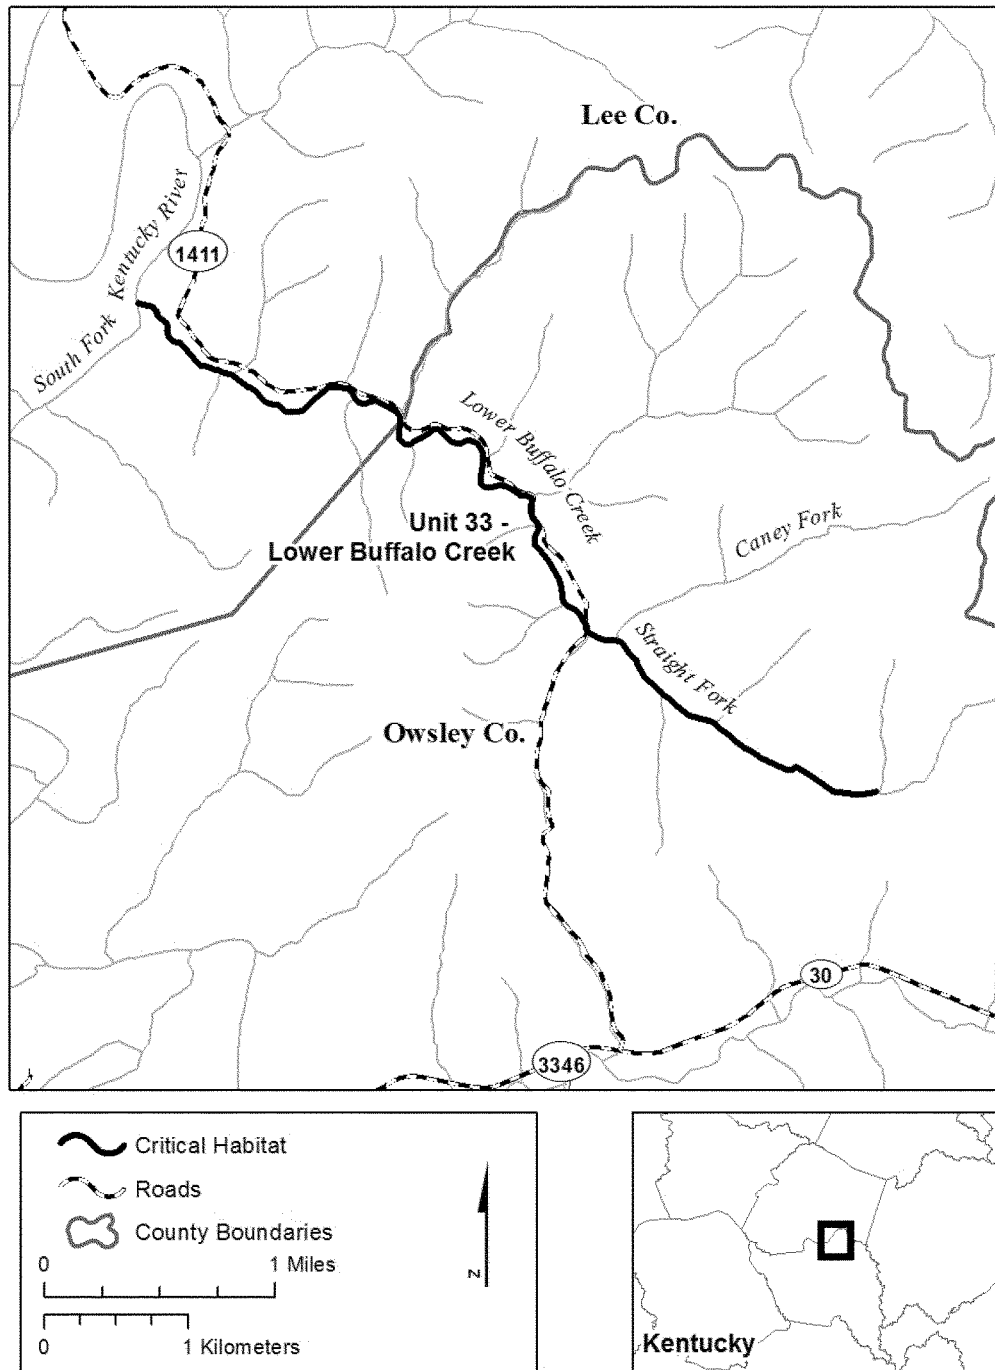 Lee Co.
South Fork Kentucky River
1411
Lower Buffalo Creek
Unit 33 -
Lower Buffalo Creek
Caney Fork
Straight Fork
Owsley Co.
30
3346
Critical Habitat
Roads
County Boundaries
0
1 Miles
0
1 Kilometers
N
Kentucky